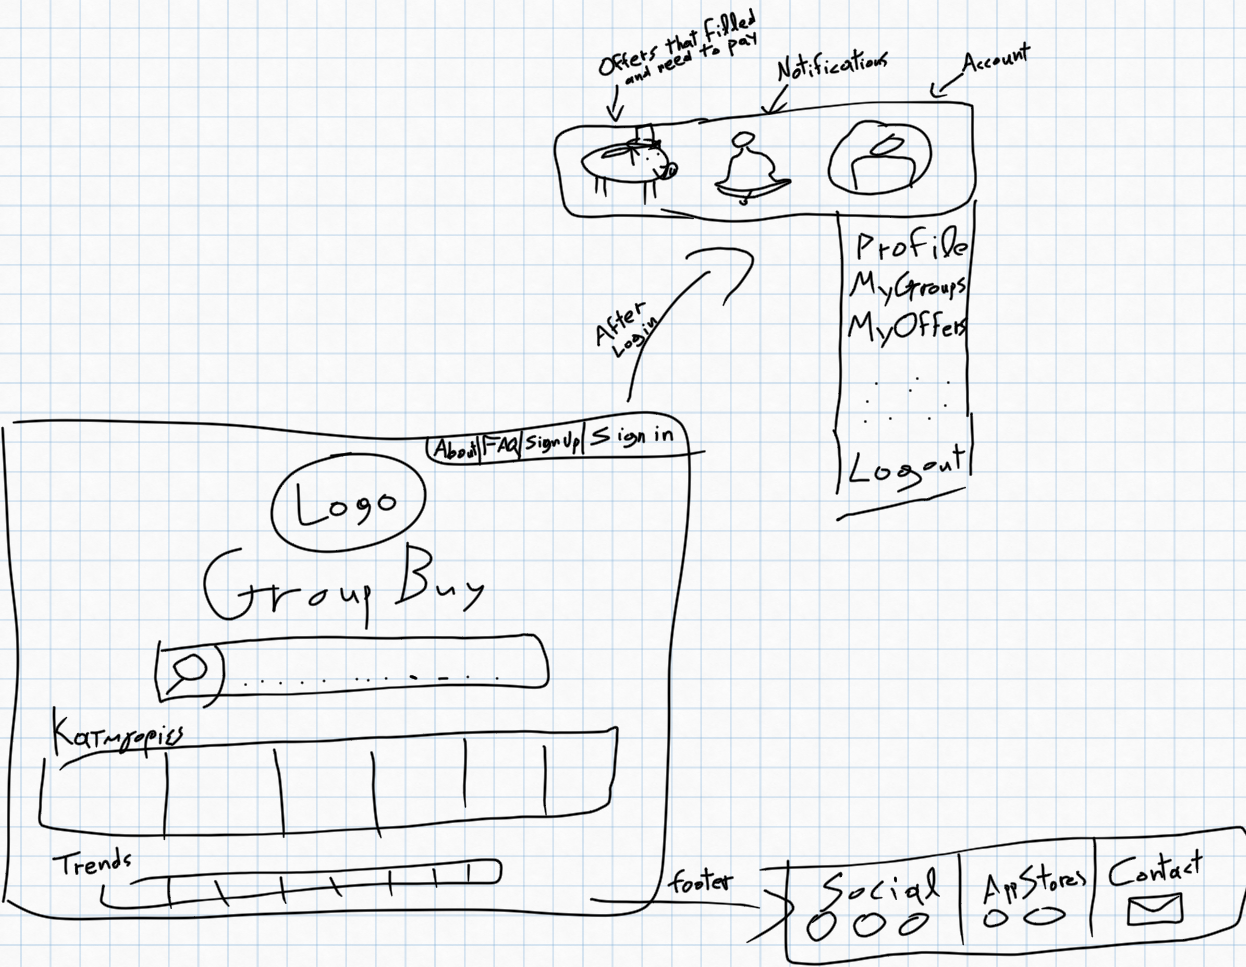 Offers that filled
and need to pay
Notifications
Account
Profile
MyGroups
MyOffers
Logout
After
Login
About FAQ SignUp Sign in
Logo
Group Buy
Κατηγορίες
Trends
footer
Social AppStores Contact